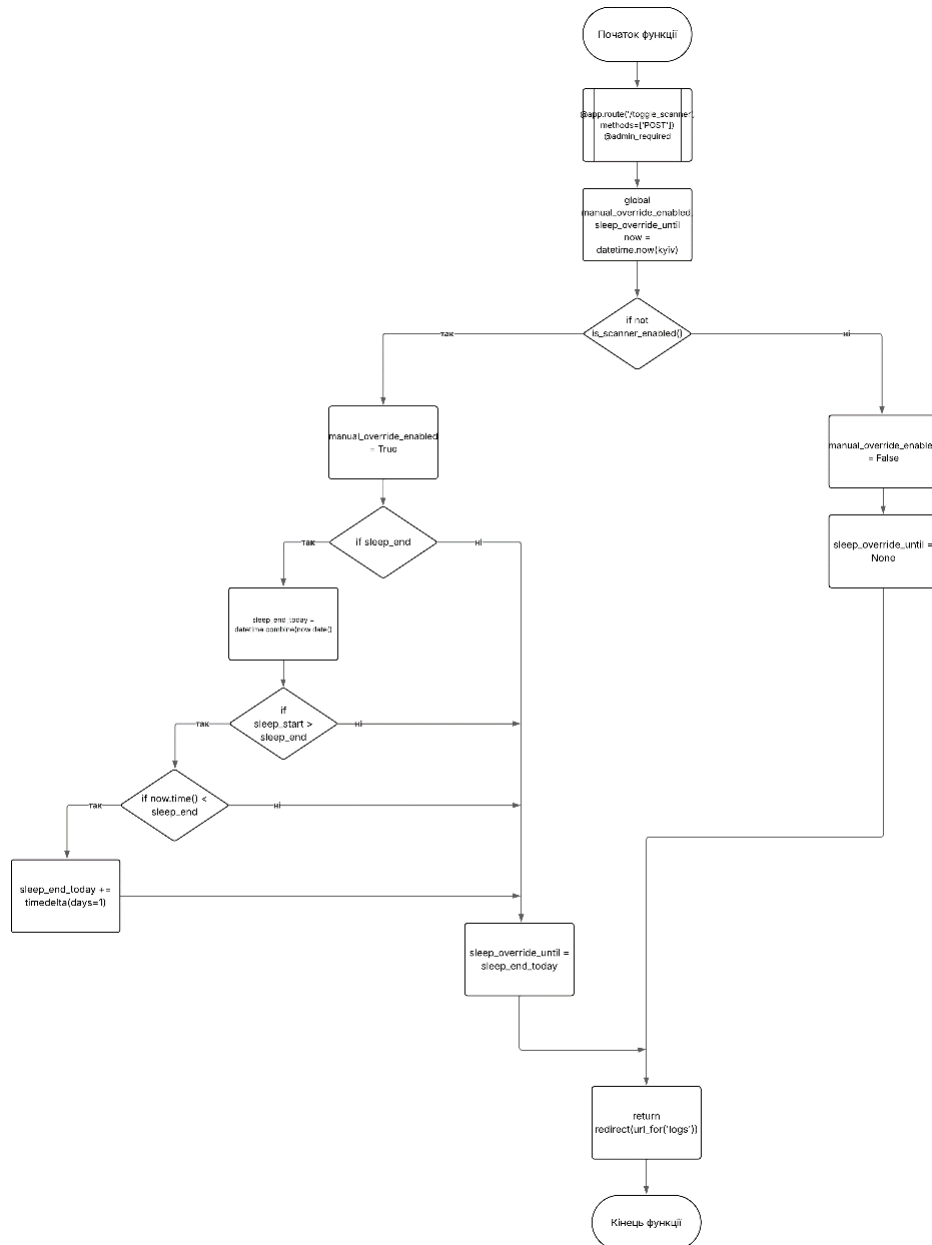 Початок функції
@app.route('/toggle_scanner',
methods=['POST'])
@admin_required
global
manual_override_enabled,
sleep_override_until
now =
datetime.now(kyiv)
if not
is_scanner_enabled()
так
ні
manual_override_enabled
= True
manual_override_enable
= False
if sleep_end
так
ні
sleep_override_until =
None
sleep_end_today =
datetime.combine(now.date()
if
sleep_start >
sleep_end
так
ні
if now.time() <
sleep_end
так
ні
sleep_end_today +=
timedelta(days=1)
sleep_override_until =
sleep_end_today
return
redirect(url_for('logs'))
Кінець функції